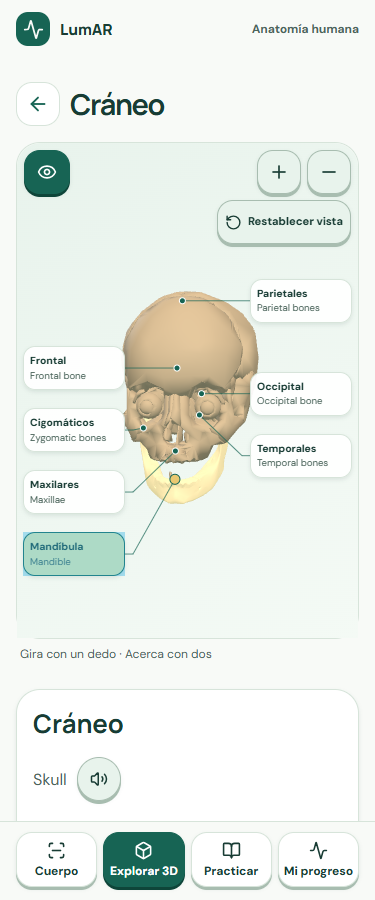 LumAR
Anatomía humana
Cráneo
Restablecer vista
Parietales
Parietal bones
Frontal
Frontal bone
Occipital
Occipital bone
Cigomáticos
Zygomatic bones
Temporales
Temporal bones
Maxilares
Maxillae
Mandíbula
Mandible
Gira con un dedo · Acerca con dos
Cráneo
Skull
Cuerpo
Explorar 3D
Practicar
Mi progreso